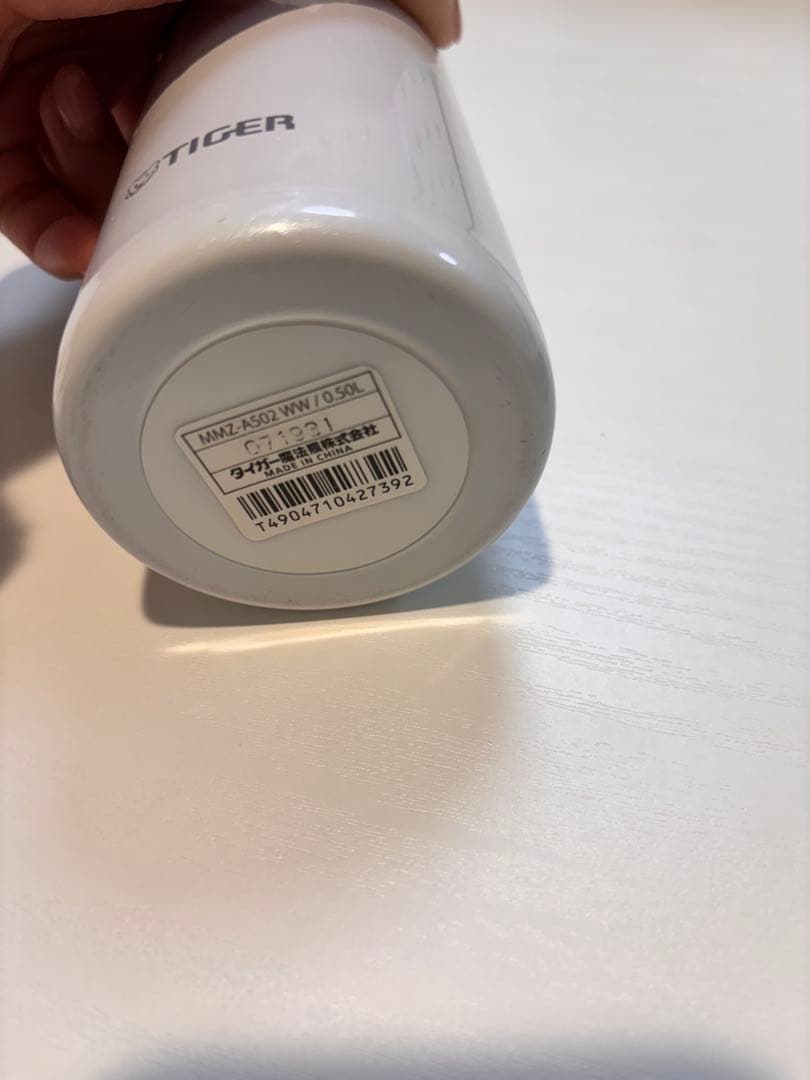 TIGER
MMZ-A502 WW / 0.50L
071931
タイガー魔法瓶株式会社
MADE IN CHINA
T4904710427392